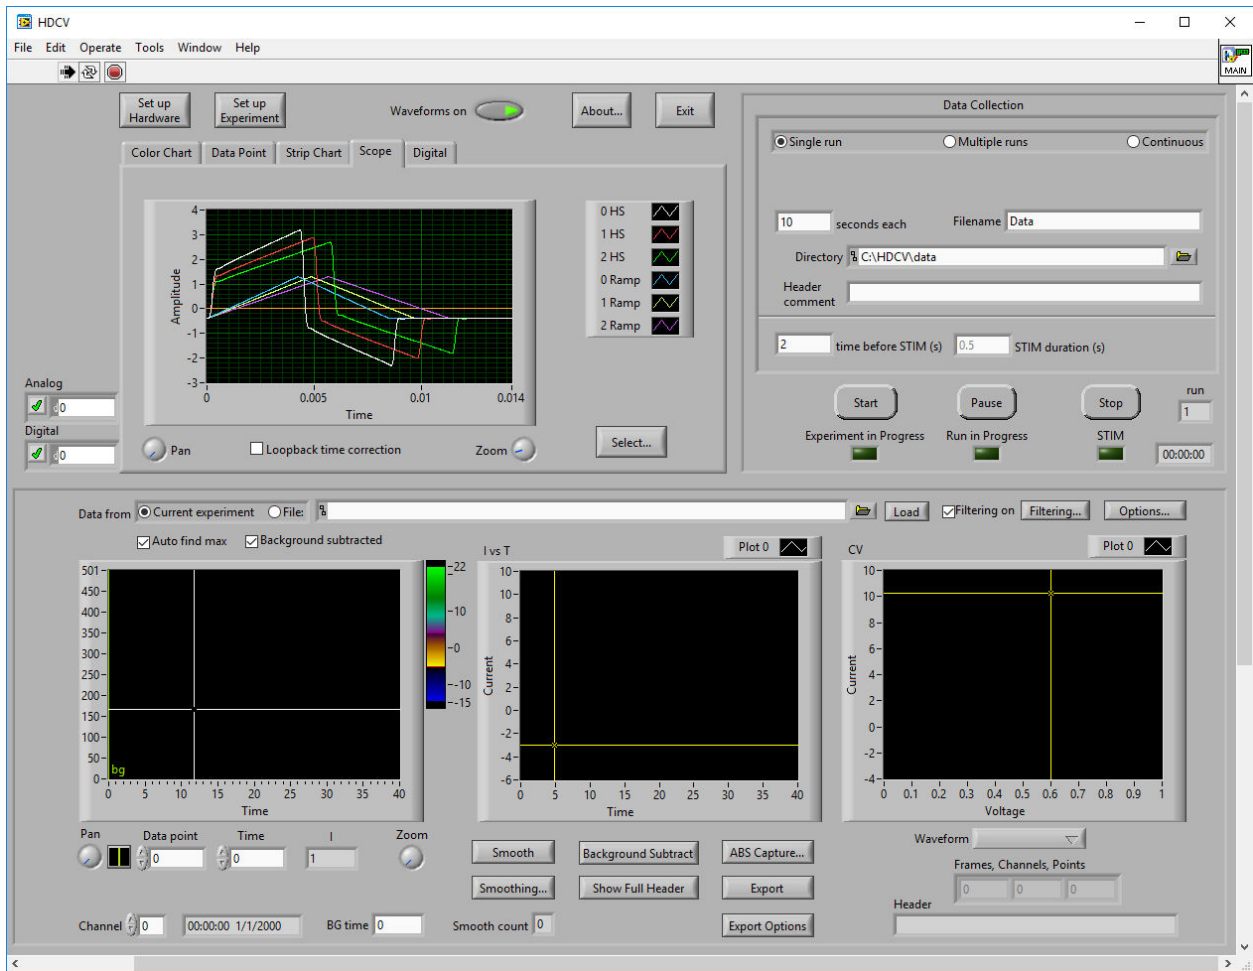 HDCV
File Edit Operate Tools Window Help
MAIN
Set up Hardware
Set up Experiment
Waveforms on
About...
Exit
Color Chart Data Point Strip Chart Scope Digital
4
3
2
1
0
-1
-2
-3
Amplitude
0 0.005 0.01 0.014
Time
0 HS
1 HS
2 HS
0 Ramp
1 Ramp
2 Ramp
Analog
0
Digital
0
Pan
Loopback time correction
Zoom
Select...
Data Collection
Single run Multiple runs Continuous
10 seconds each
Filename Data
Directory C:\HDCV\data
Header comment
2 time before STIM (s) 0.5 STIM duration (s)
Start Pause Stop
run
1
Experiment in Progress Run in Progress STIM
00:00:00
Data from Current experiment File:
Load
Filtering on Filtering... Options...
Auto find max Background subtracted
501
450
400
350
300
250
200
150
100
50
0
bg
0 5 10 15 20 25 30 35 40
Time
22
10
0
-10
-15
I vs T
Plot 0
10
8
6
4
2
0
-2
-4
-6
Current
0 5 10 15 20 25 30 35 40
Time
CV
Plot 0
10
10
6
4
2
0
-2
-4
Current
0 0.1 0.2 0.3 0.4 0.5 0.6 0.7 0.8 0.9 1
Voltage
Pan Data point Time I Zoom
0 0 1
Smooth Background Subtract ABS Capture...
Smoothing... Show Full Header Export
Waveform
Frames, Channels, Points
0 0 0
Header
Channel 0 00:00:00 1/1/2000 BG time 0 Smooth count 0 Export Options